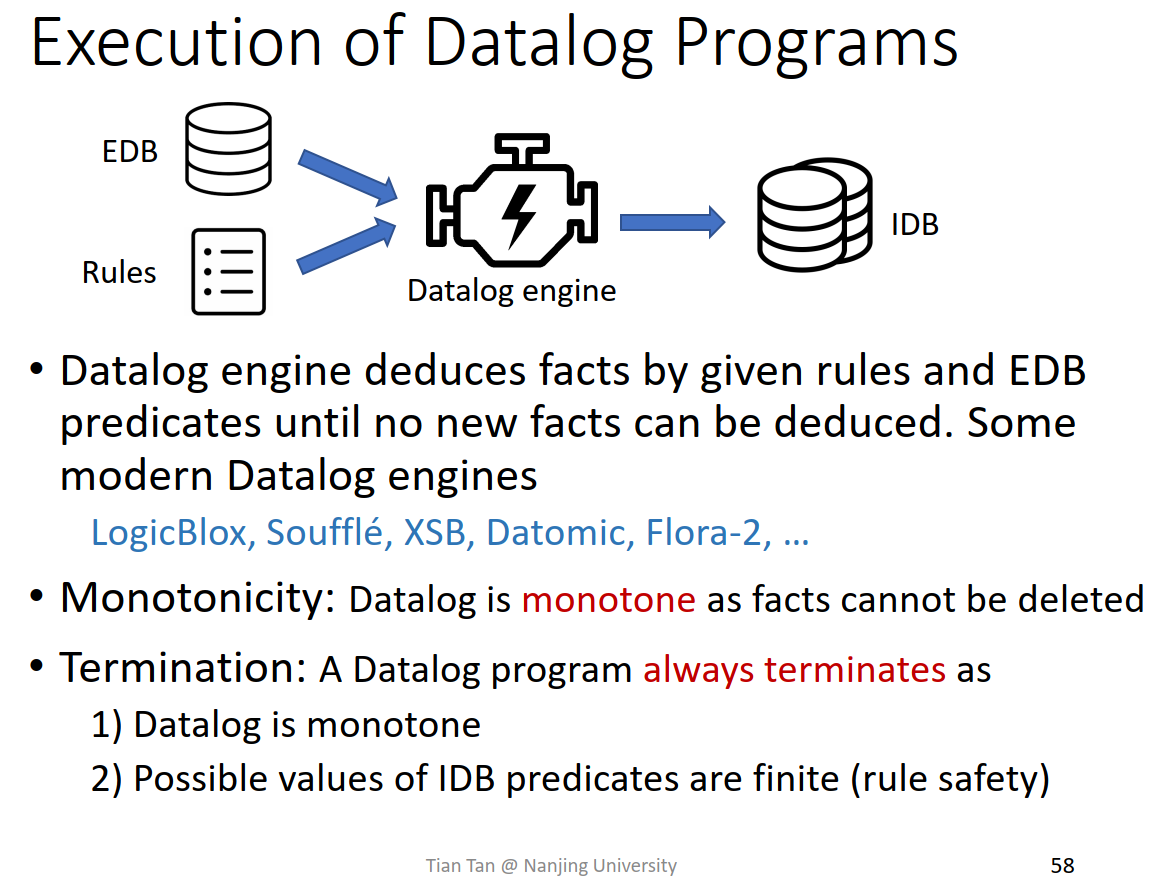 Execution of Datalog Programs
EDB
Rules
Datalog engine
IDB
• Datalog engine deduces facts by given rules and EDB
predicates until no new facts can be deduced. Some
modern Datalog engines
LogicBlox, Soufflé, XSB, Datomic, Flora-2, …
• Monotonicity: Datalog is monotone as facts cannot be deleted
• Termination: A Datalog program always terminates as
1) Datalog is monotone
2) Possible values of IDB predicates are finite (rule safety)
Tian Tan @ Nanjing University
58